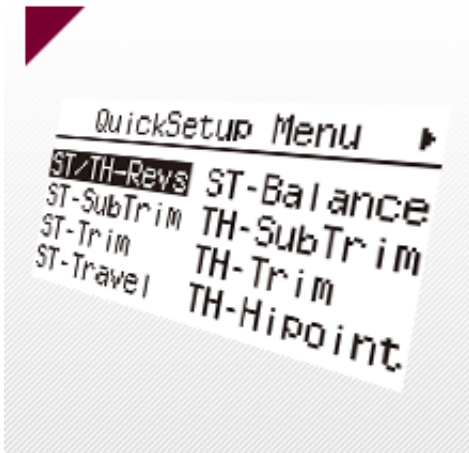 QuickSetup Menu
ST/TH-Revs ST-Balance
ST-SubTrim TH-SubTrim
ST-Trim TH-Trim
ST-Travel TH-Hipoint